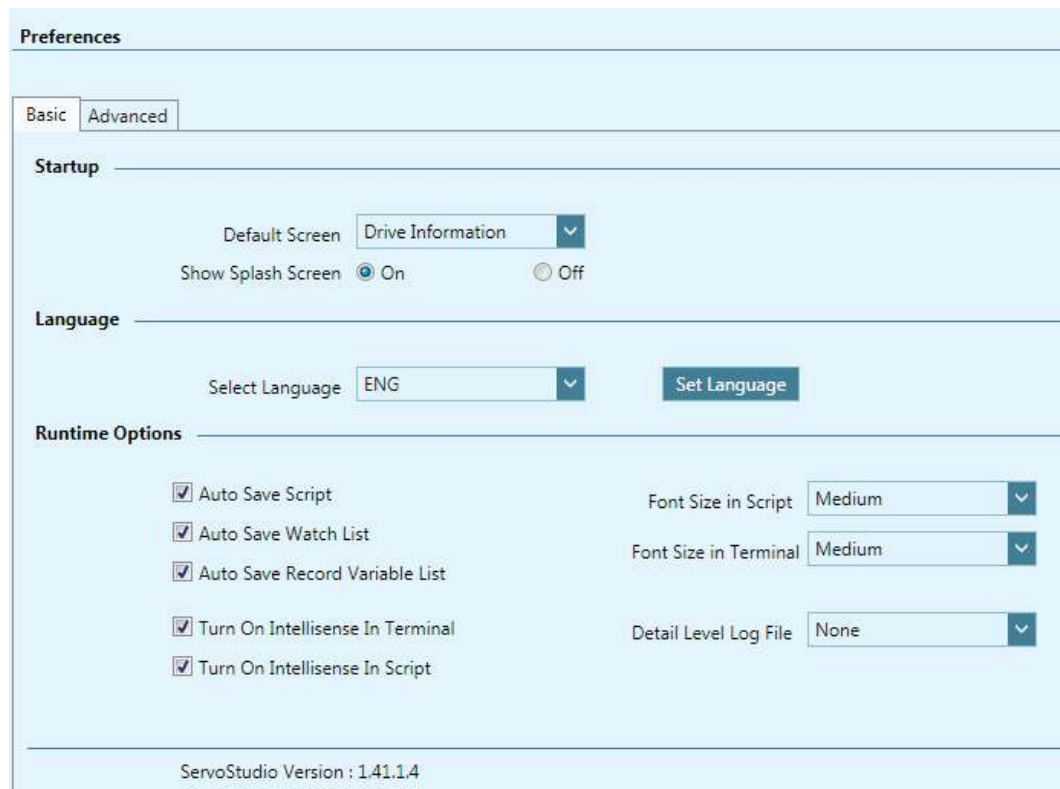 Preferences
Basic Advanced
Startup
Default Screen Drive Information
Show Splash Screen On Off
Language
Select Language ENG Set Language
Runtime Options
Auto Save Script Font Size in Script Medium
Auto Save Watch List Font Size in Terminal Medium
Auto Save Record Variable List
Turn On Intellisense In Terminal Detail Level Log File None
Turn On Intellisense In Script
ServoStudio Version : 1.41.1.4